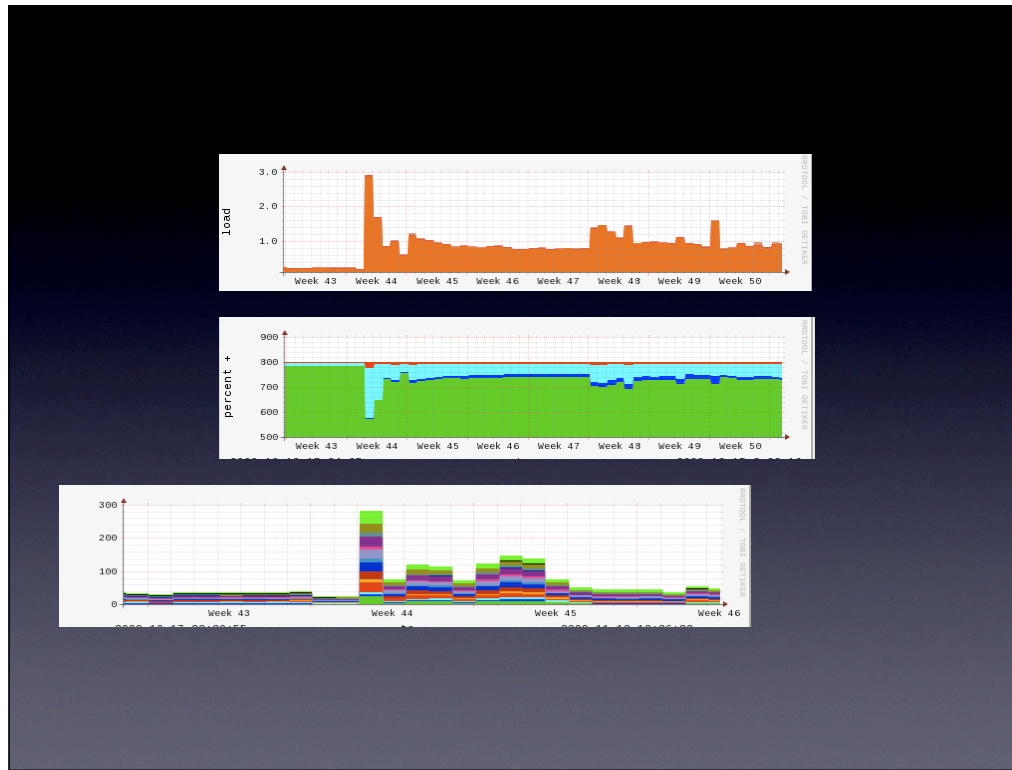 3.0
2.0
1.0
load
Week 43 Week 44 Week 45 Week 46 Week 47 Week 48 Week 49 Week 50
RRDTOOL / TOBI OETIKER
900
800
700
600
500
percent +
Week 43 Week 44 Week 45 Week 46 Week 47 Week 48 Week 49 Week 50
RRDTOOL / TOBI OETIKER
300
200
100
0
Week 43 Week 44 Week 45 Week 46
RRDTOOL / TOBI OETIKER